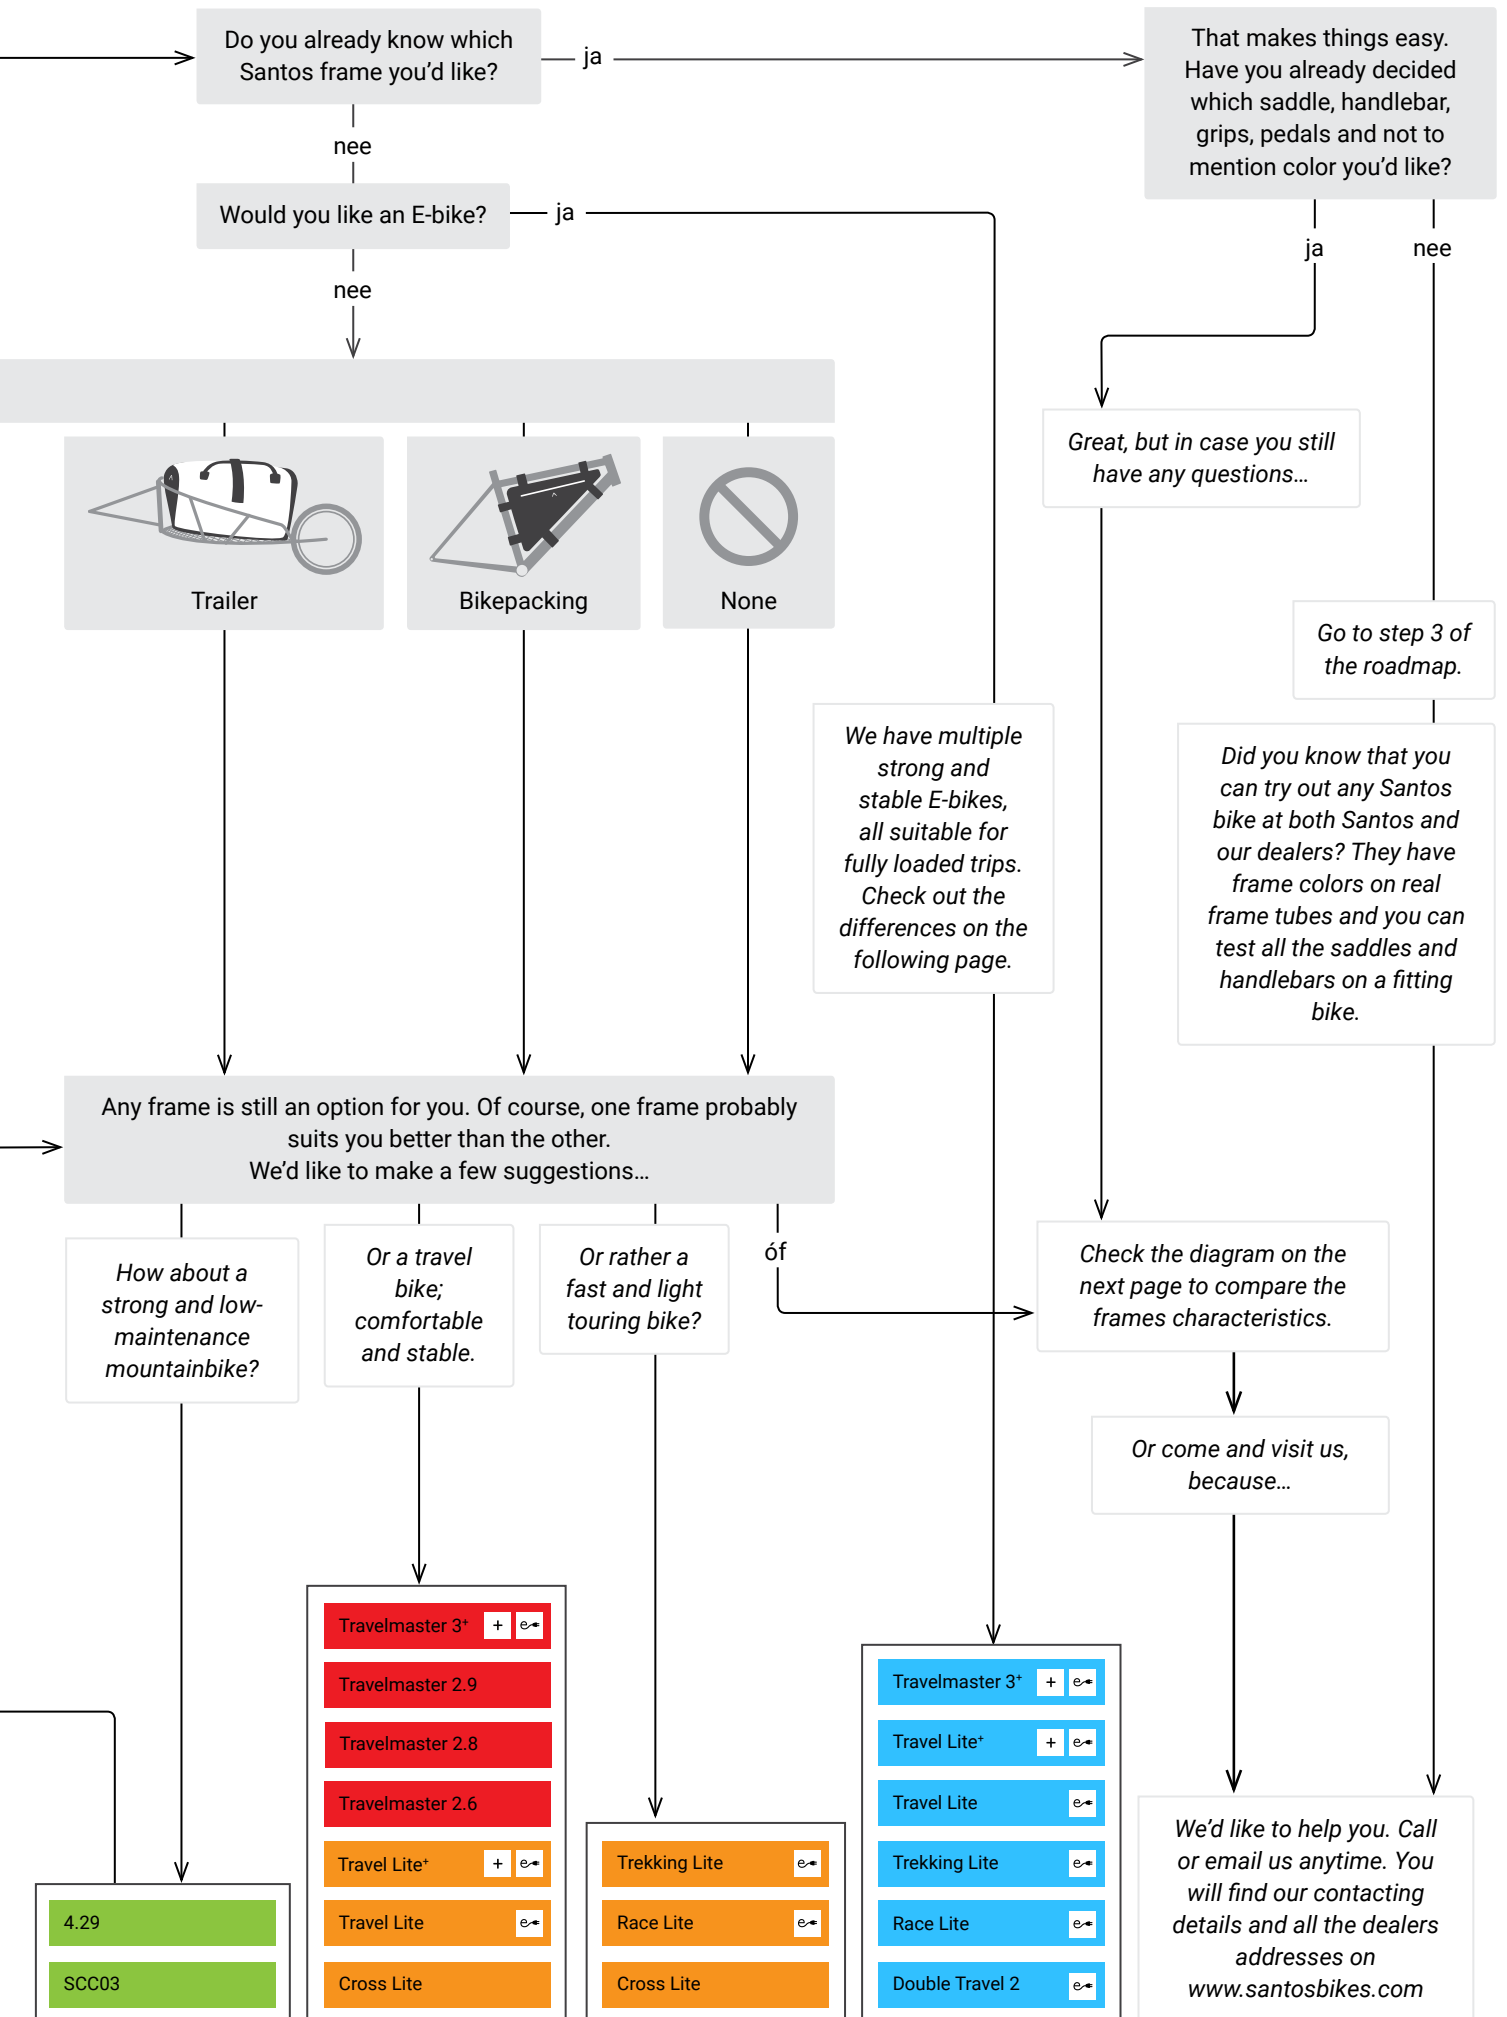 Do you already know which
Santos frame you'd like?
ja
That makes things easy.
Have you already decided
which saddle, handlebar,
grips, pedals and not to
mention color you'd like?
nee
Would you like an E-bike?
ja
nee
ja
nee
Great, but in case you still
have any questions...
Trailer
Bikepacking
None
Go to step 3 of
the roadmap.
We have multiple
strong and
stable E-bikes,
all suitable for
fully loaded trips.
Check out the
differences on the
following page.
Did you know that you
can try out any Santos
bike at both Santos and
our dealers? They have
frame colors on real
frame tubes and you can
test all the saddles and
handlebars on a fitting
bike.
Any frame is still an option for you. Of course, one frame probably
suits you better than the other.
We'd like to make a few suggestions...
How about a
strong and low-
maintenance
mountainbike?
Or a travel
bike;
comfortable
and stable.
Or rather a
fast and light
touring bike?
óf
Check the diagram on the
next page to compare the
frames characteristics.
Or come and visit us,
because...
4.29
SCC03
Travelmaster 3+ + e
Travelmaster 2.9
Travelmaster 2.8
Travelmaster 2.6
Travel Lite+ + e
Travel Lite e
Cross Lite
Trekking Lite e
Race Lite e
Cross Lite
Travelmaster 3+ + e
Travel Lite+ + e
Travel Lite e
Trekking Lite e
Race Lite e
Double Travel 2 e
We'd like to help you. Call
or email us anytime. You
will find our contacting
details and all the dealers
addresses on
www.santosbikes.com